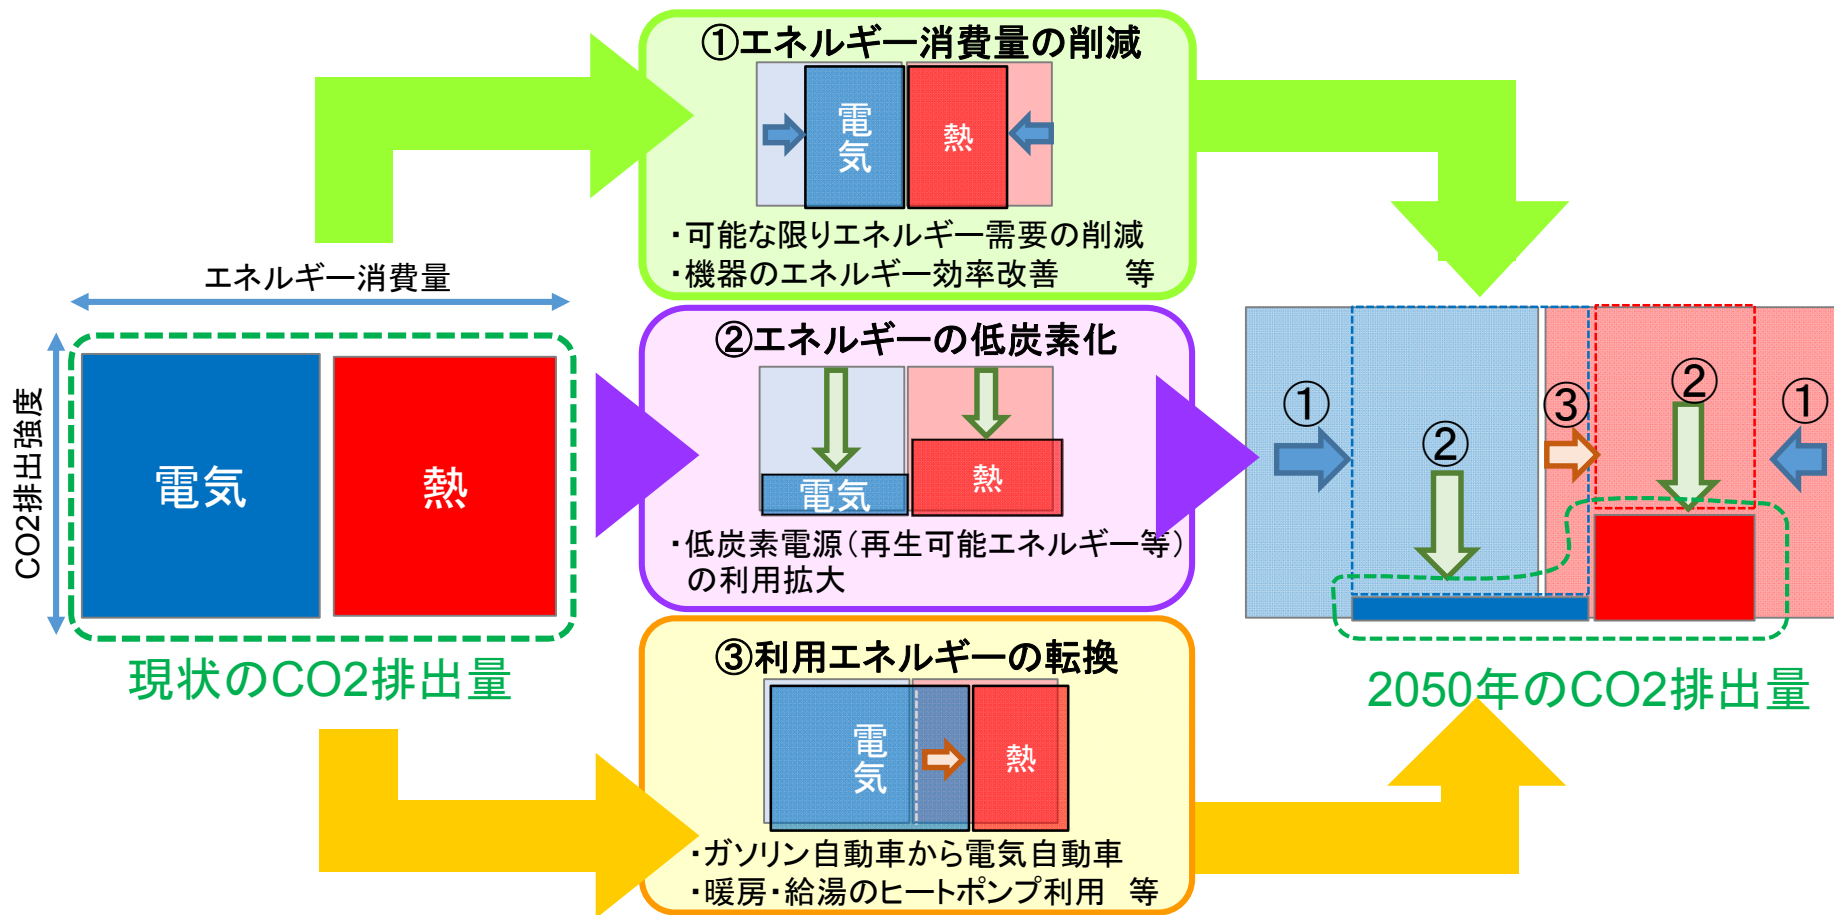 ①エネルギー消費量の削減
電気
熱
・可能な限りエネルギー需要の削減
・機器のエネルギー効率改善　　等
エネルギー消費量
CO2排出強度
電気
熱
現状のCO2排出量
②エネルギーの低炭素化
電気
熱
・低炭素電源（再生可能エネルギー等）
の利用拡大
③利用エネルギーの転換
電気
熱
・ガソリン自動車から電気自動車
・暖房・給湯のヒートポンプ利用　等
①
②
③
②
①
2050年のCO2排出量